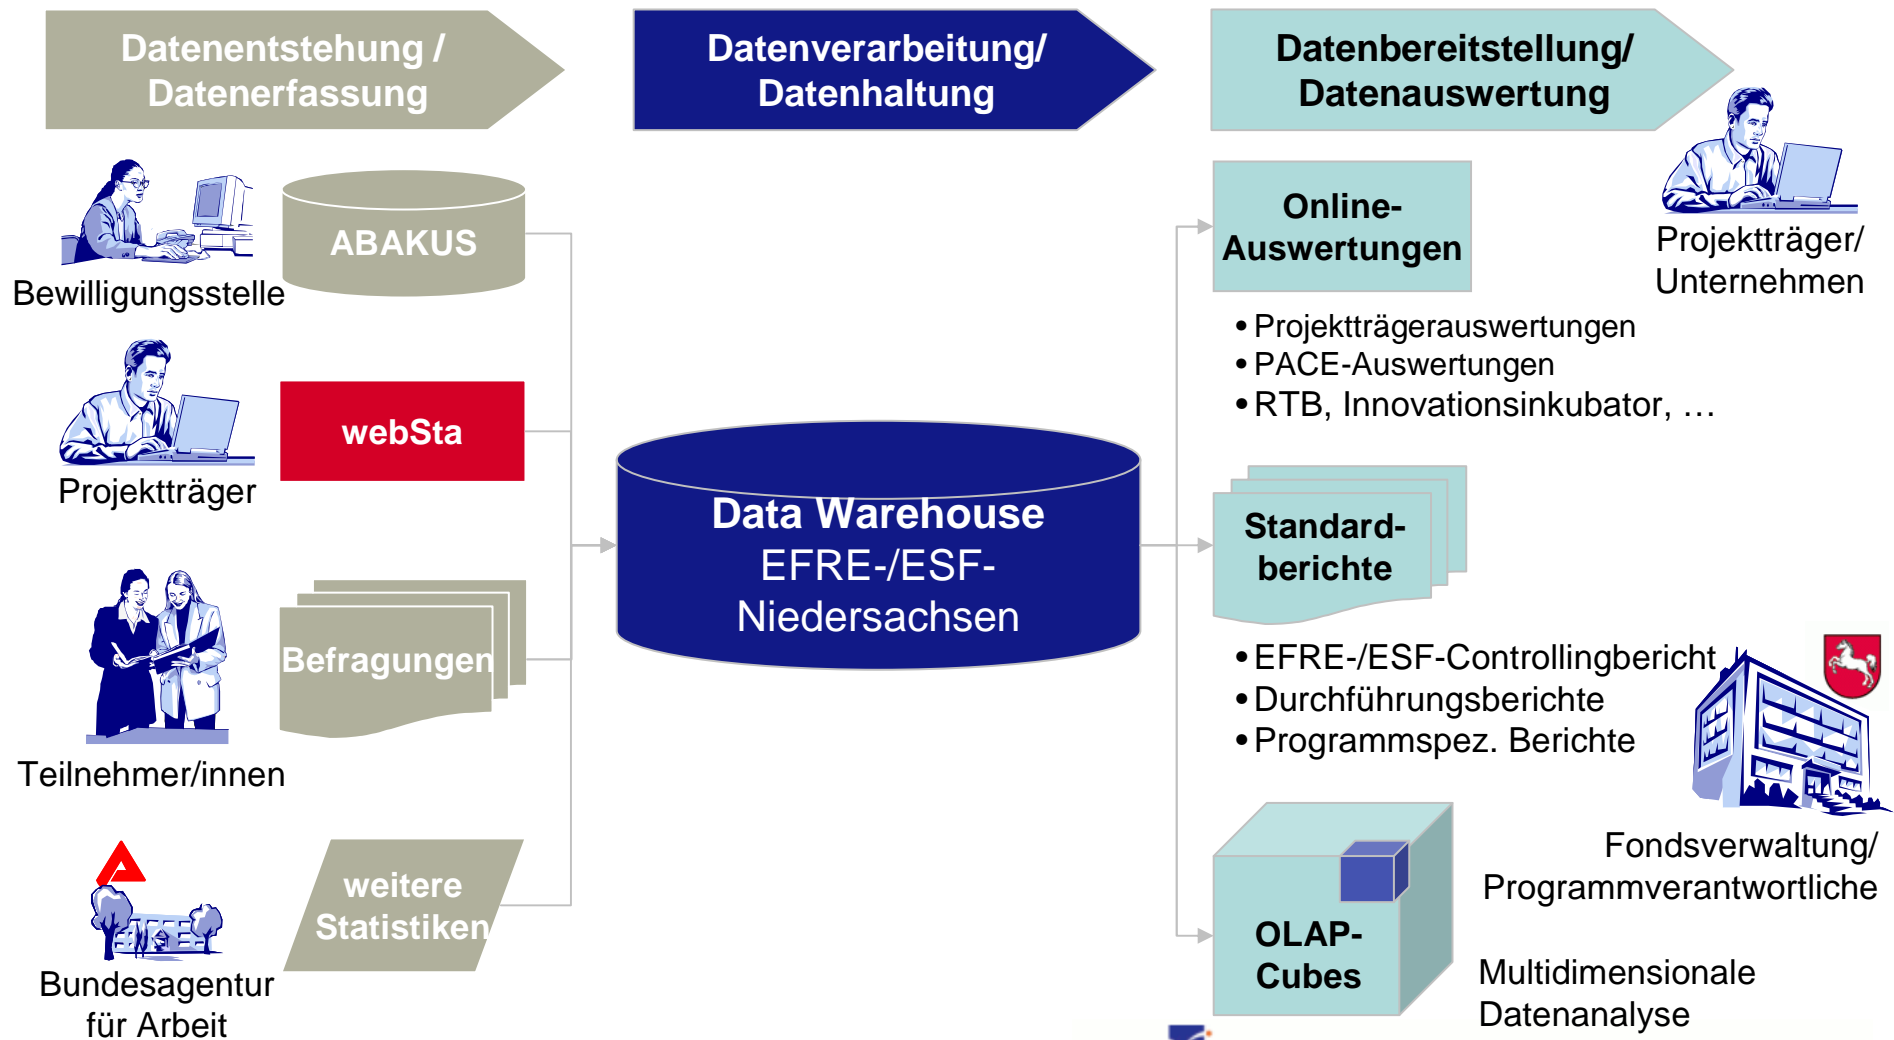 Datenentstehung /
Datenerfassung
Datenverarbeitung/
Datenhaltung
Datenbereitstellung/
Datenauswertung
ABAKUS
Bewilligungsstelle
webSta
Projektträger
Befragungen
Teilnehmer/innen
weitere
Statistiken
Bundesagentur
für Arbeit
Data Warehouse
EFRE-/ESF-
Niedersachsen
Online-
Auswertungen
Projektträger/
Unternehmen
•Projektträgerauswertungen
•PACE-Auswertungen
•RTB, Innovationsinkubator, …
Standard-
berichte
•EFRE-/ESF-Controllingbericht
•Durchführungsberichte
•Programmspez. Berichte
Fondsverwaltung/
Programmverantwortliche
OLAP-
Cubes
Multidimensionale
Datenanalyse